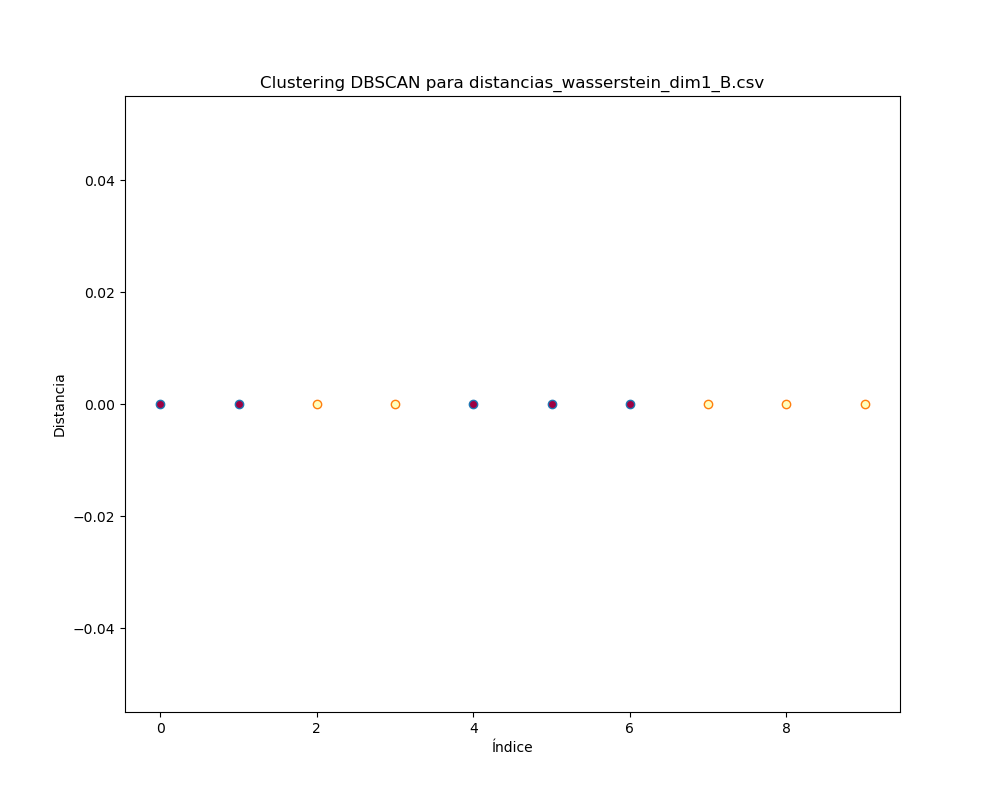 Clustering DBSCAN para distancias_wasserstein_dim1_B.csv
0.04
0.02
0.00
−0.02
−0.04
Distancia
0 2 4 6 8
Índice